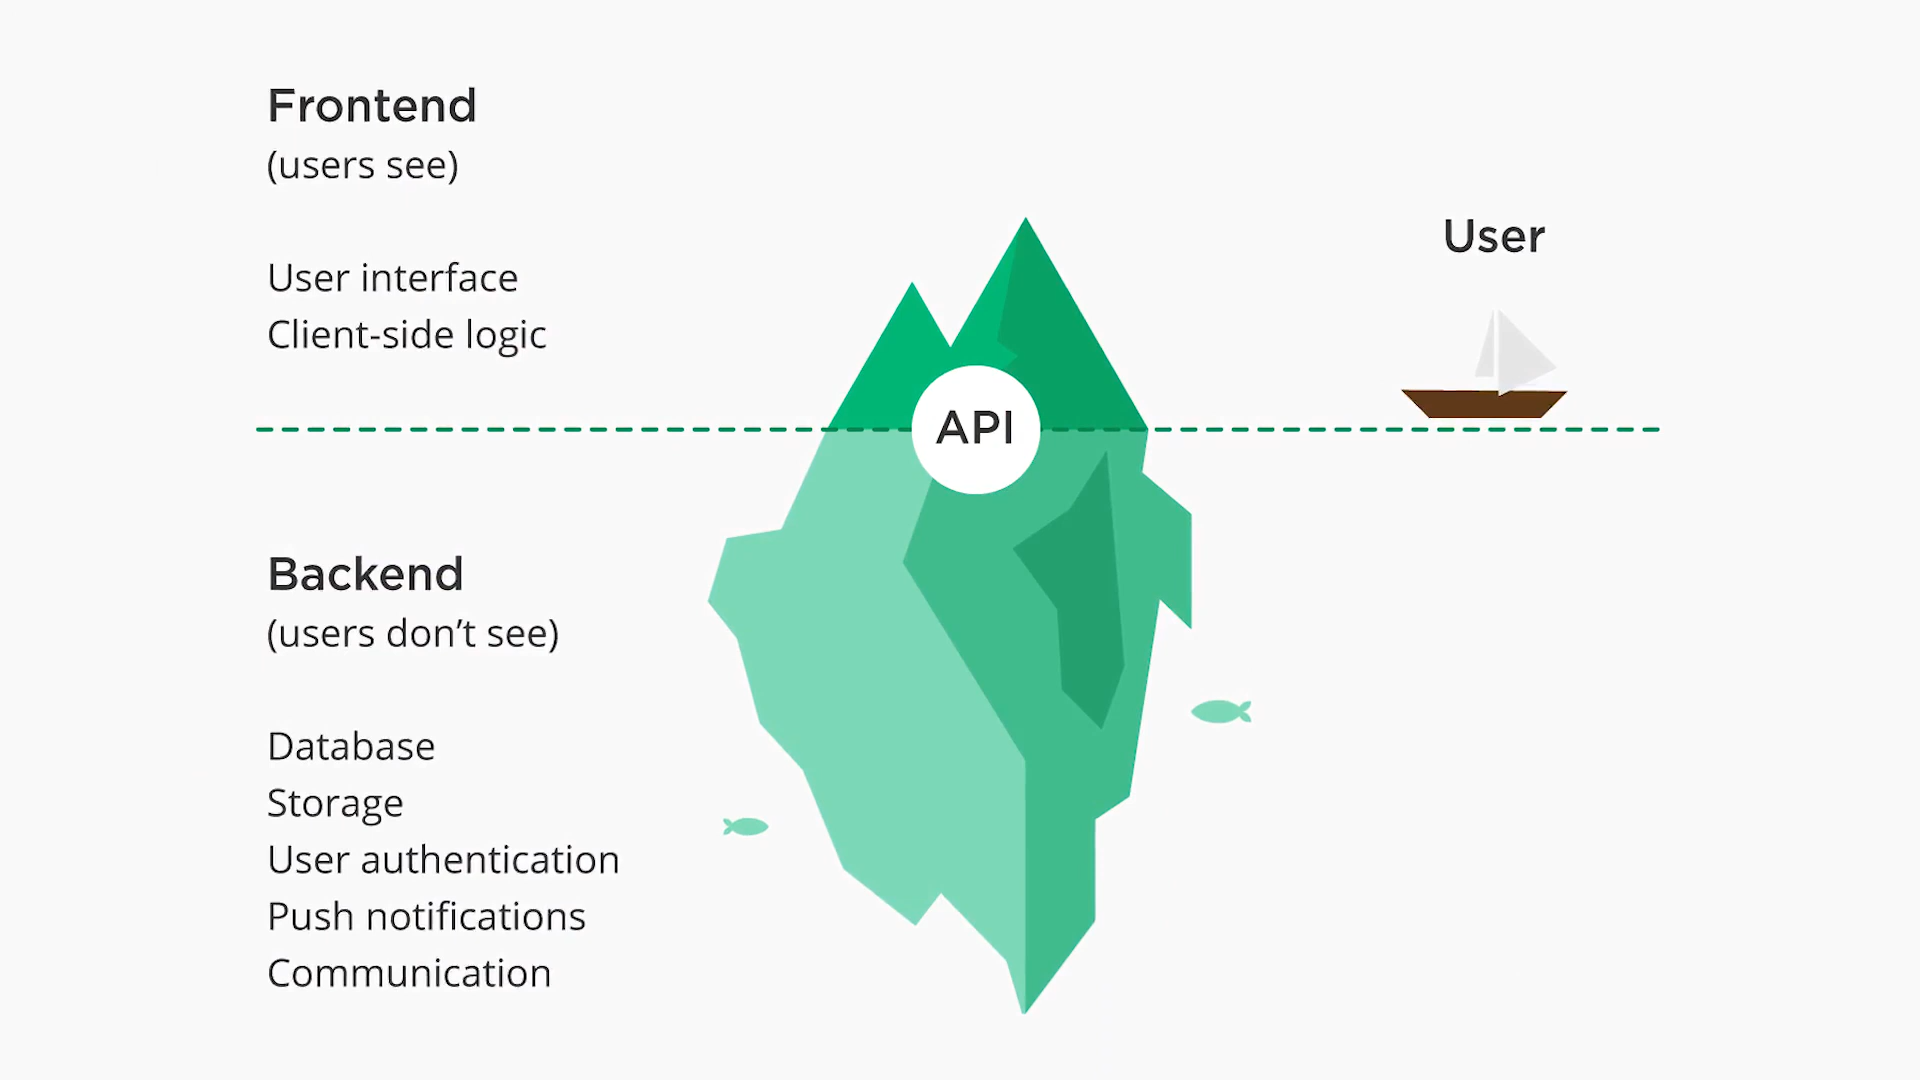 Frontend
(users see)
User interface
Client-side logic
User
API
Backend
(users don’t see)
Database
Storage
User authentication
Push notifications
Communication